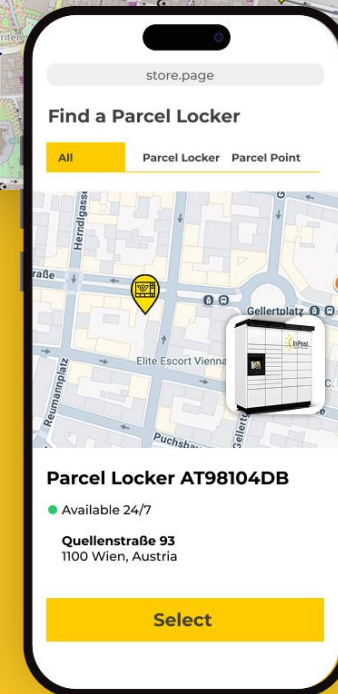 store.page
Find a Parcel Locker
All
Parcel Locker
Parcel Point
Herndlgasse
raße
Gellertplatz
Elite Escort Vienna
InPost
Reumannplatz
Parcel Locker AT98104DB
Available 24/7
Quellenstraße 93
1100 Wien, Austria
Select